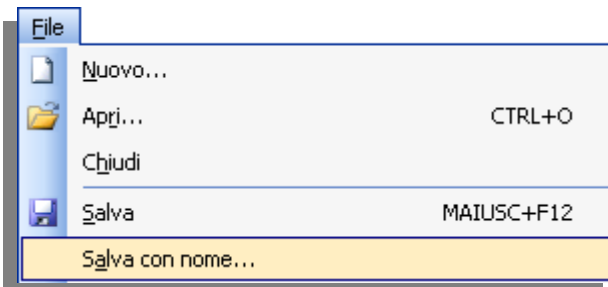 File
Nuovo...
Apri... CTRL+O
Chiudi
Salva MAIUSC+F12
Salva con nome...